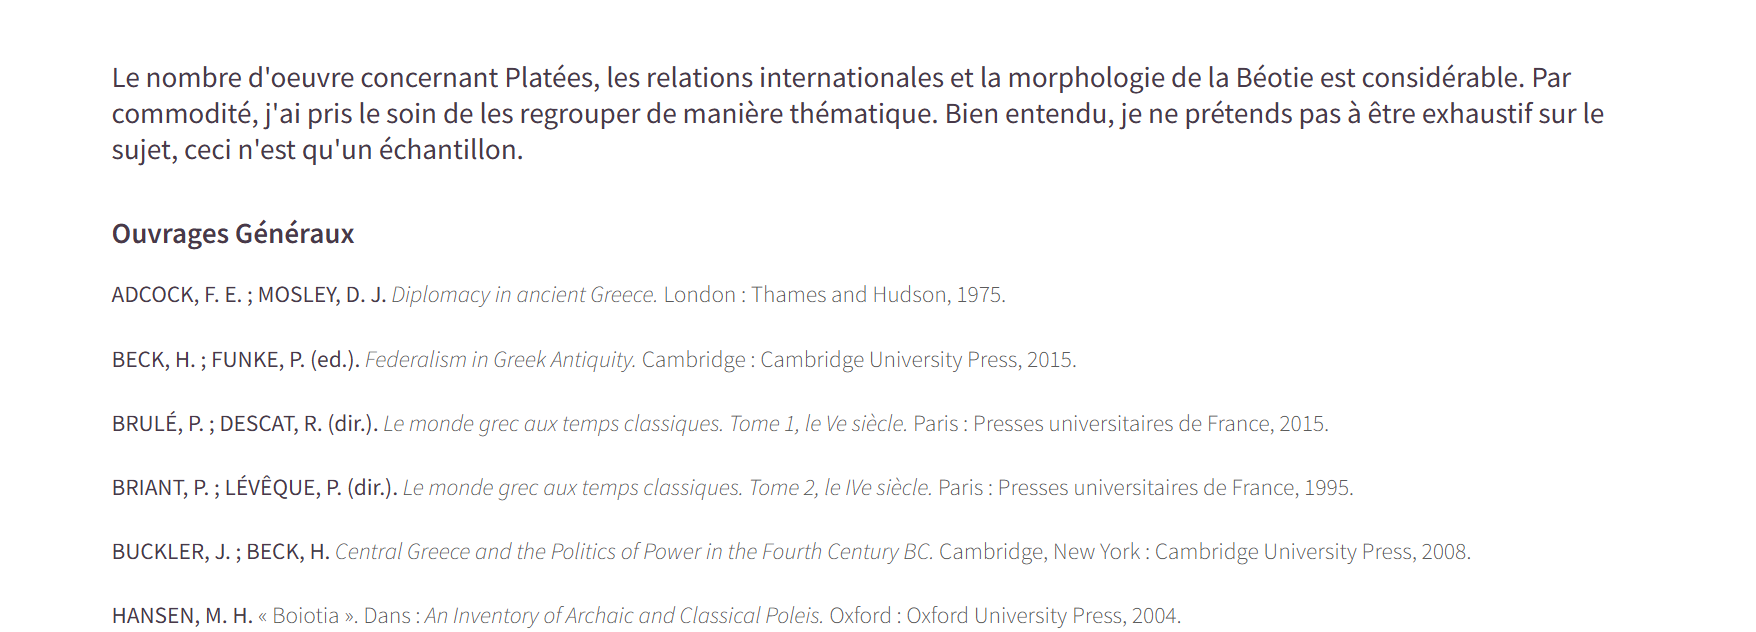 Le nombre d'oeuvre concernant Platées, les relations internationales et la morphologie de la Béotie est considérable. Par
commodité, j'ai pris le soin de les regrouper de manière thématique. Bien entendu, je ne prétends pas à être exhaustif sur le
sujet, ceci n'est qu'un échantillon.
Ouvrages Généraux
ADCOCK, F. E. ; MOSLEY, D. J. Diplomacy in ancient Greece. London : Thames and Hudson, 1975.
BECK, H. ; FUNKE, P. (ed.). Federalism in Greek Antiquity. Cambridge : Cambridge University Press, 2015.
BRULÉ, P. ; DESCAT, R. (dir.). Le monde grec aux temps classiques. Tome 1, le Ve siècle. Paris : Presses universitaires de France, 2015.
BRIANT, P. ; LÉVÊQUE, P. (dir.). Le monde grec aux temps classiques. Tome 2, le IVe siècle. Paris : Presses universitaires de France, 1995.
BUCKLER, J. ; BECK, H. Central Greece and the Politics of Power in the Fourth Century BC. Cambridge, New York : Cambridge University Press, 2008.
HANSEN, M. H. « Boiotia ». Dans : An Inventory of Archaic and Classical Poleis. Oxford : Oxford University Press, 2004.